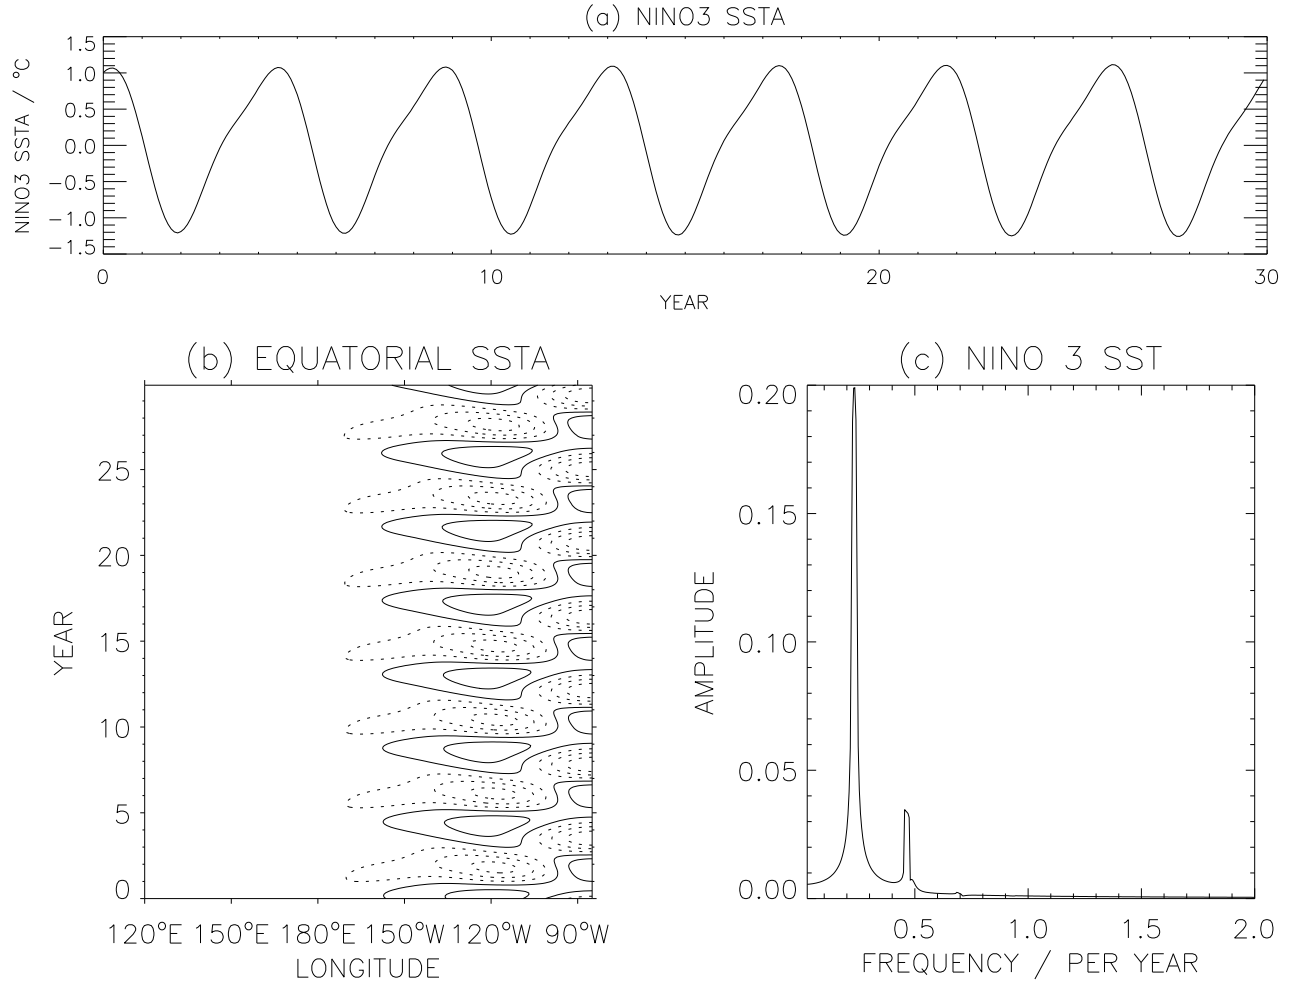 (a) NINO3 SSTA
NINO3 SSTA / °C
1.5
1.0
0.5
0.0
−0.5
−1.0
−1.5
0 10 20 30
YEAR
(b) EQUATORIAL SSTA
YEAR
25
20
15
10
5
0
120°E 150°E 180°E 150°W 120°W 90°W
LONGITUDE
(c) NINO 3 SST
AMPLITUDE
0.20
0.15
0.10
0.05
0.00
0.5 1.0 1.5 2.0
FREQUENCY / PER YEAR